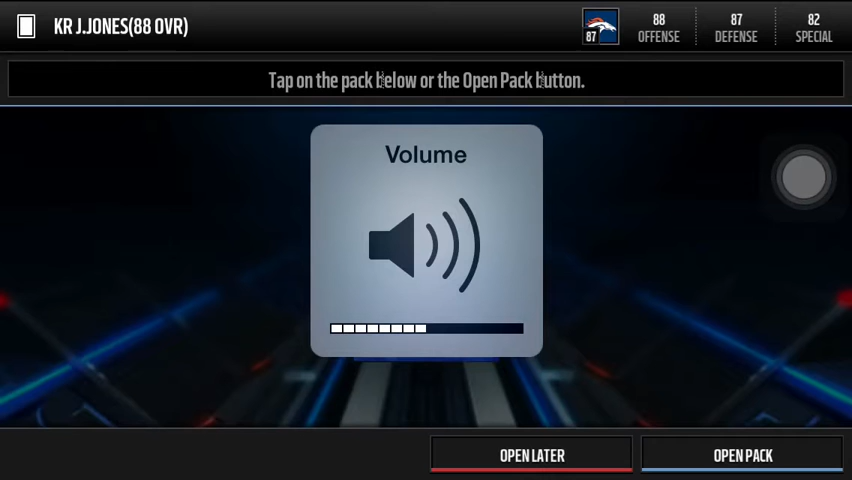 KR J.JONES(88 OVR)
87
88
OFFENSE
87
DEFENSE
82
SPECIAL
Tap on the pack below or the Open Pack button.
Volume
OPEN LATER
OPEN PACK